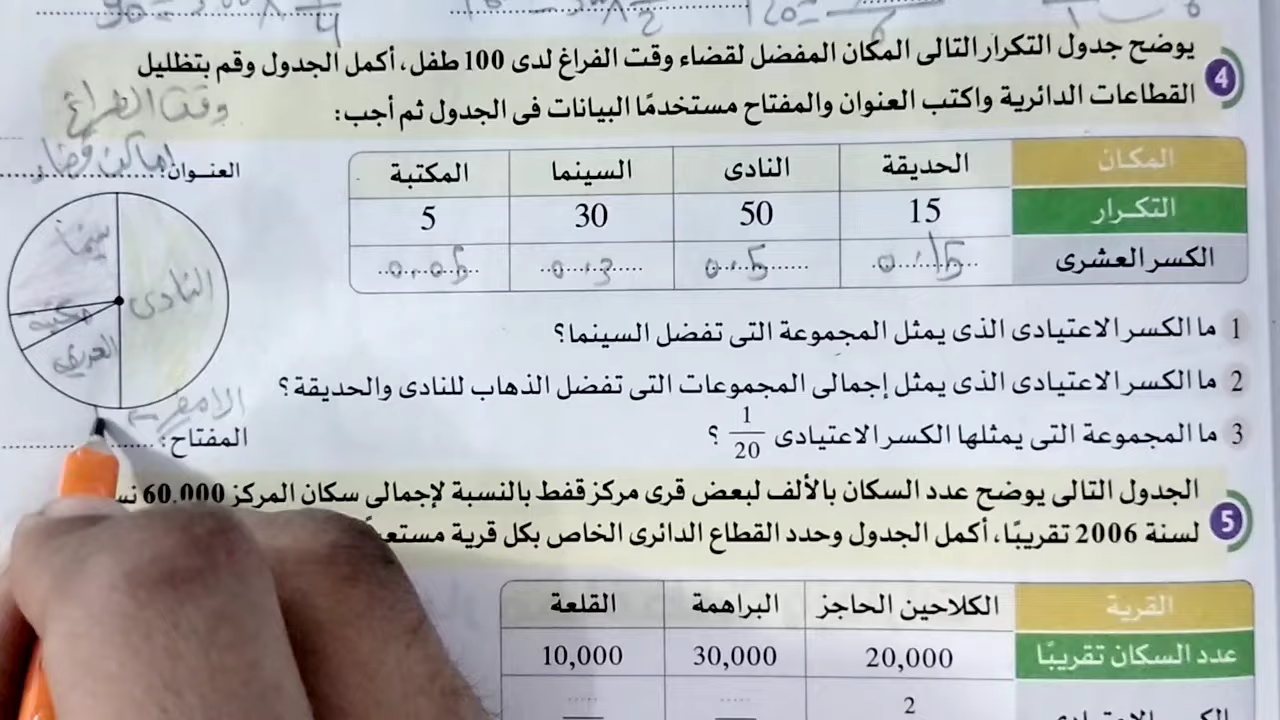 4 يوضح جدول التكرار التالى المكان المفضل لقضاء وقت الفراغ لدى 100 طفل، أكمل الجدول وقم بتظليل
القطاعات الدائرية واكتب العنوان والمفتاح مستخدمًا البيانات فى الجدول ثم أجب:
وقت الفراغ
العنوان: أماكن قضاء
المكان الحديقة النادى السينما المكتبة
التكرار 15 50 30 5
الكسر العشرى 0.15 0.5 0.3 0.05
سينما
النادى
مكتبة
الحديقة
1 ما الكسر الاعتيادى الذى يمثل المجموعة التى تفضل السينما؟
2 ما الكسر الاعتيادى الذى يمثل إجمالى المجموعات التى تفضل الذهاب للنادى والحديقة؟
3 ما المجموعة التى يمثلها الكسر الاعتيادى 1/20 ؟
المفتاح:
5 الجدول التالى يوضح عدد السكان بالألف لبعض قرى مركز قفط بالنسبة لإجمالى سكان المركز 60.000
لسنة 2006 تقريبًا، أكمل الجدول وحدد القطاع الدائرى الخاص بكل قرية
القرية الكلاحين الحاجز البراهمة القلعة
عدد السكان تقريبًا 20,000 30,000 10,000
2